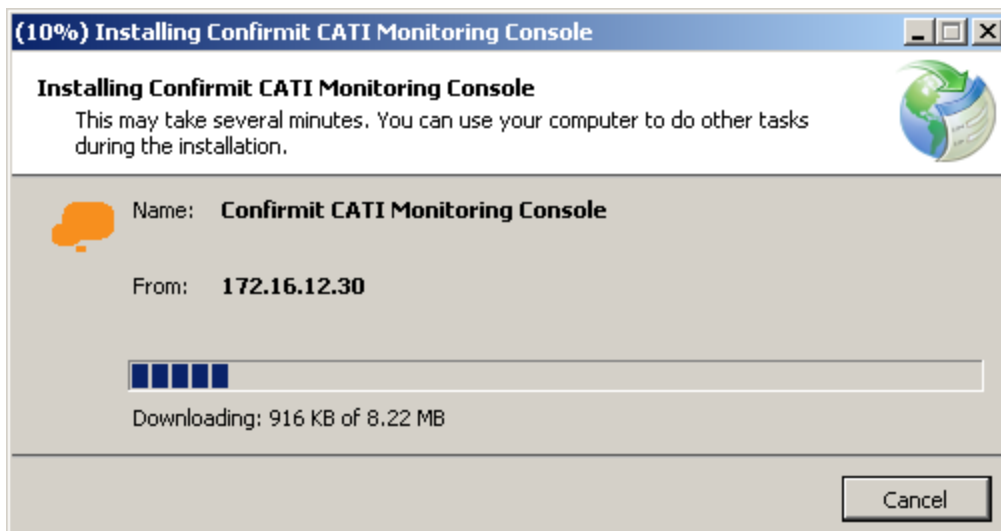 (10%) Installing Confirmit CATI Monitoring Console
Installing Confirmit CATI Monitoring Console
This may take several minutes. You can use your computer to do other tasks
during the installation.
Name: Confirmit CATI Monitoring Console
From: 172.16.12.30
Downloading: 916 KB of 8.22 MB
Cancel